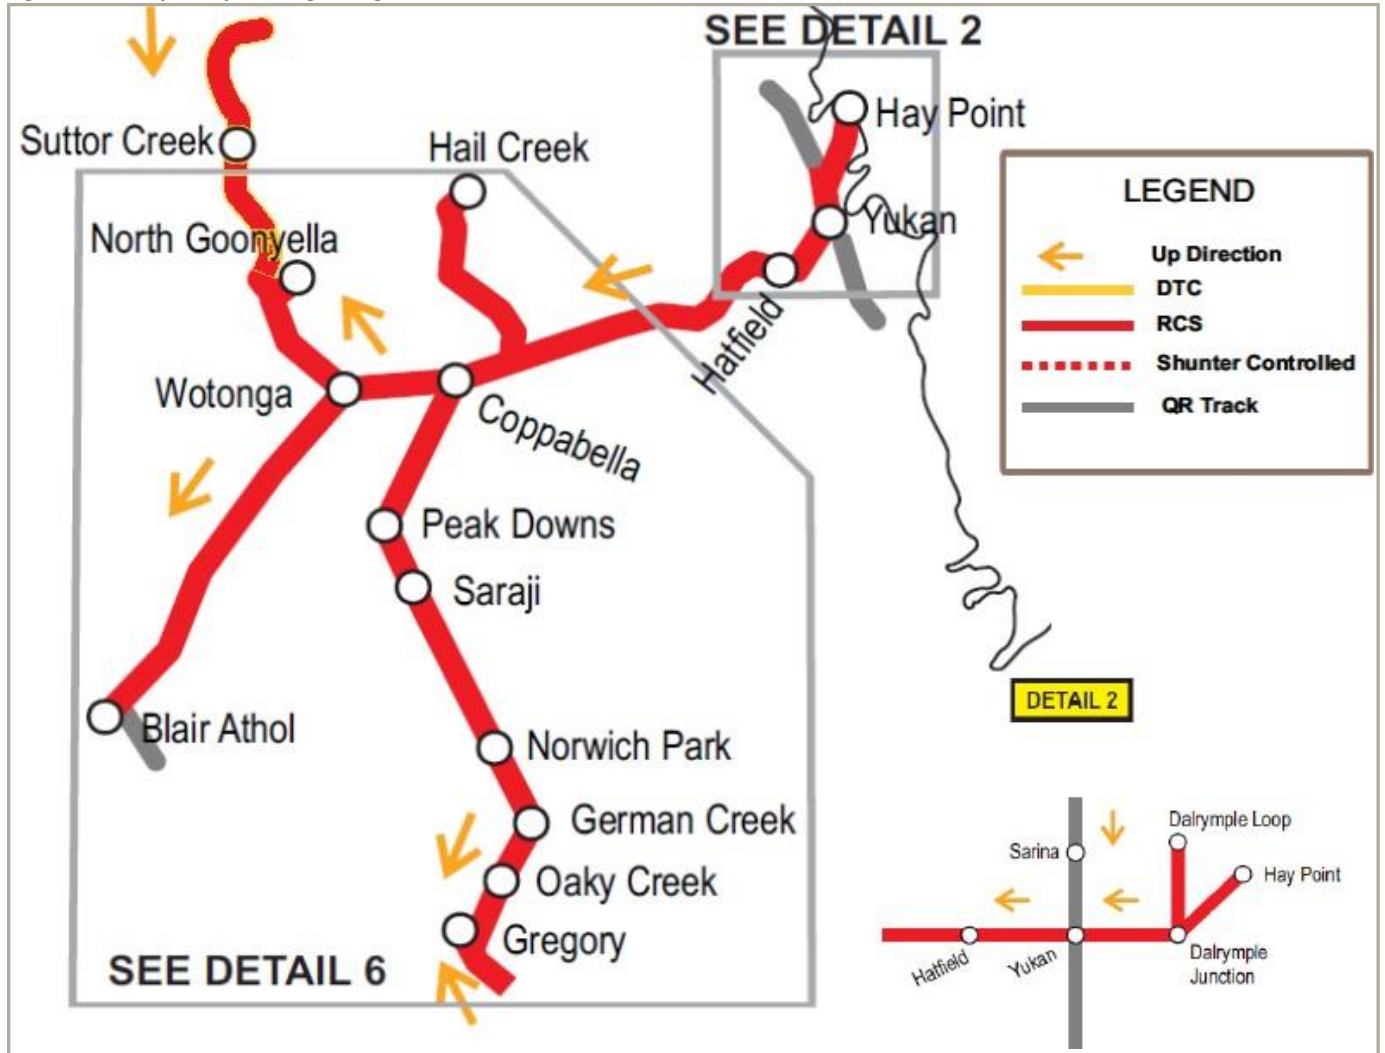 SEE DETAIL 2
Hay Point
Suttor Creek
Hail Creek
Yukan
North Goonyella
Hatfield
LEGEND
Up Direction
DTC
RCS
Shunter Controlled
QR Track
Wotonga
Coppabella
Peak Downs
Saraji
Blair Athol
Norwich Park
German Creek
Oaky Creek
Gregory
SEE DETAIL 6
DETAIL 2
Dalrymple Loop
Sarina
Hay Point
Hatfield
Yukan
Dalrymple
Junction